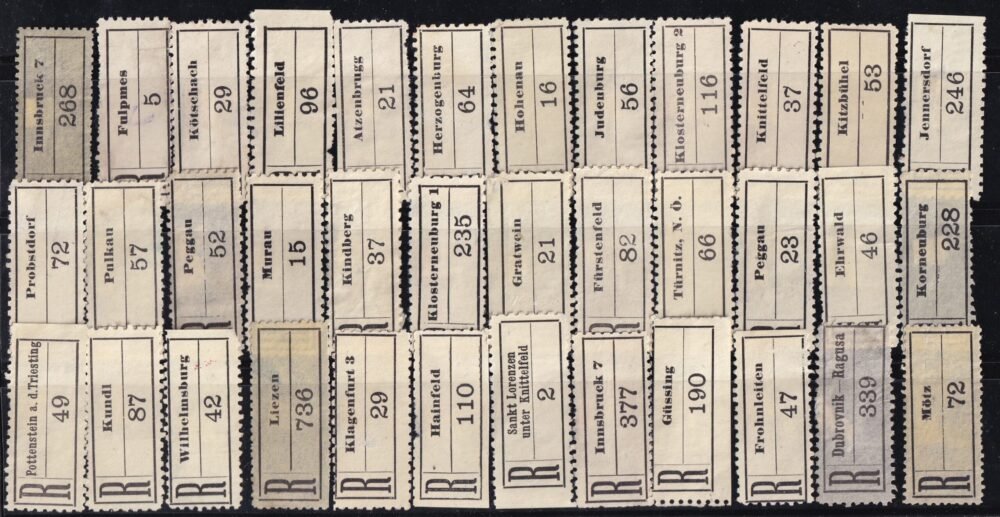 Innsbruck 7
268
Fulpmes
5
R
Kötschach
29
Lilienfeld
96
Atzenbrugg
21
Herzogenburg
64
Hohenau
16
Judenburg
56
Klosterneuburg 2
116
Knittelfeld
37
Kitzbühel
53
Jennersdorf
246
Probstdorf
72
Pulkau
57
Peggau
52
R
Murau
15
Kindberg
37
R
Klosterneuburg 1
235
Gratwein
21
Fürstenfeld
82
R
Türnitz, N. Ö.
66
Peggau
23
R
Ehrwald
46
Korneuburg
228
R
Pottenstein a. d. Triesting
49
R
Kundl
87
R
Wilhelmsburg
42
R
Liezen
736
R
Klagenfurt 3
29
R
Hainfeld
110
R
Sankt Lorenzen
unter Knittelfeld
2
R
Innsbruck 7
377
R
Güssing
190
R
Frohnleiten
47
R
Dubrovnik Ragusa
339
R
Mötz
72
R